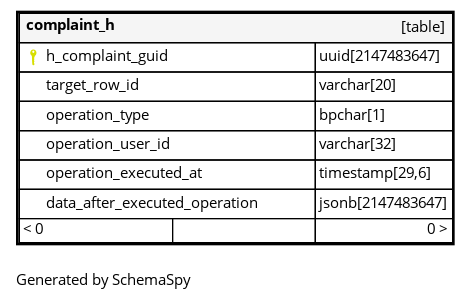 complaint_h [table]
h_complaint_guid uuid[2147483647]
target_row_id varchar[20]
operation_type bpchar[1]
operation_user_id varchar[32]
operation_executed_at timestamp[29,6]
data_after_executed_operation jsonb[2147483647]
< 0 0 >
Generated by SchemaSpy